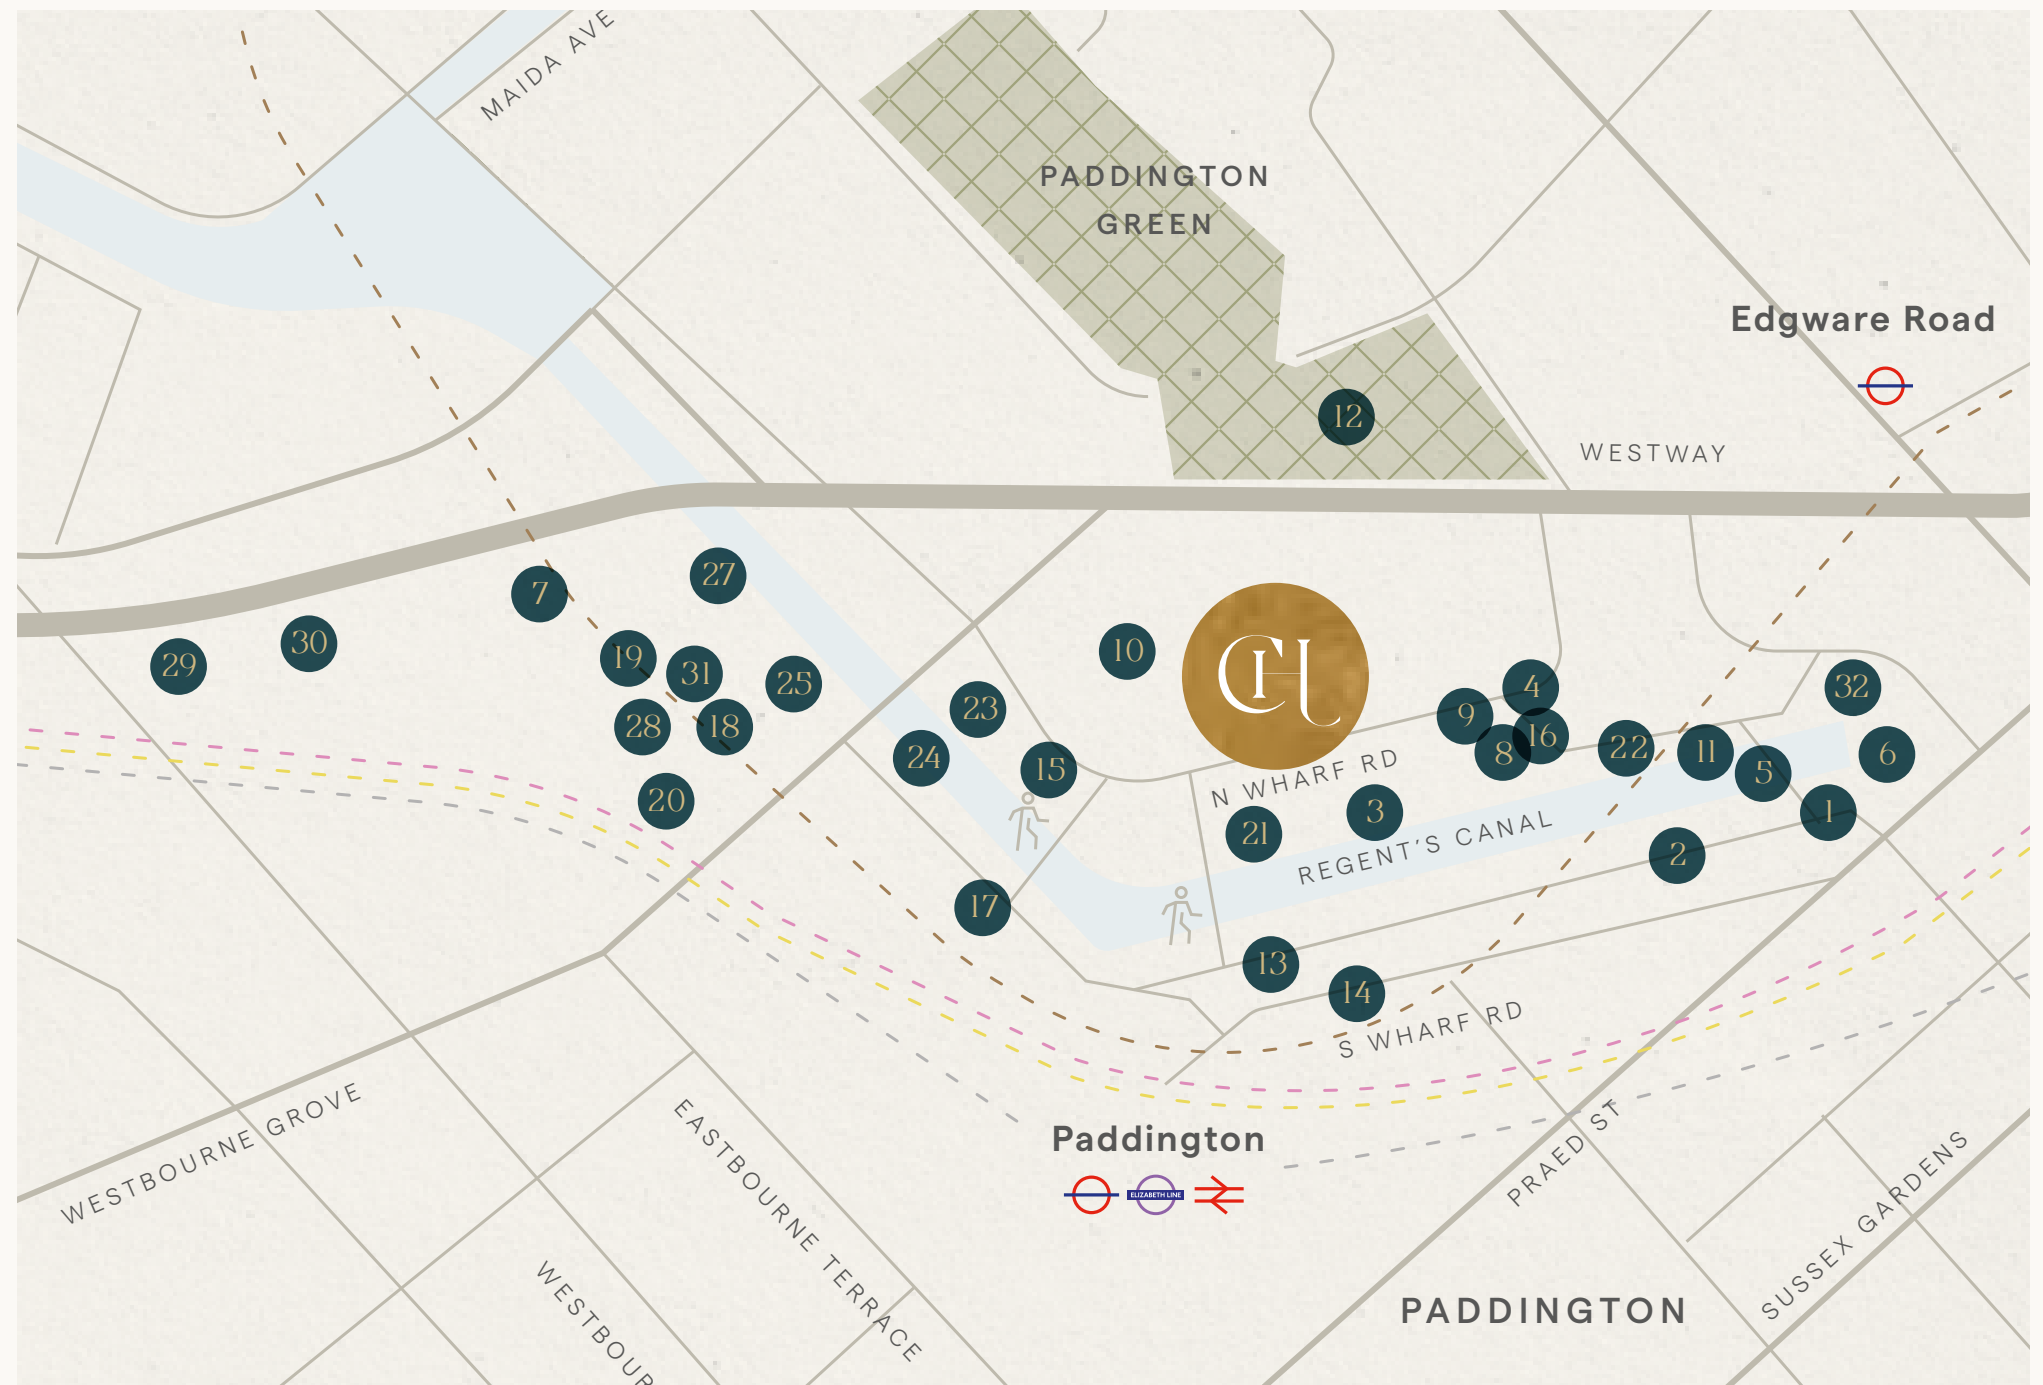 MAIDA AVE
PADDINGTON
GREEN
Edgware Road
12
WESTWAY
27
7
30
29
19
31
25
28
18
20
10
CH
23
24
15
17
4
9
16
8
22
11
5
32
6
1
2
N WHARF RD
3
21
REGENT'S CANAL
13
14
S WHARF RD
Paddington
ELIZABETH LINE
WESTBOURNE GROVE
EASTBOURNE TERRACE
WESTBOUR
PRAED ST
SUSSEX GARDENS
PADDINGTON